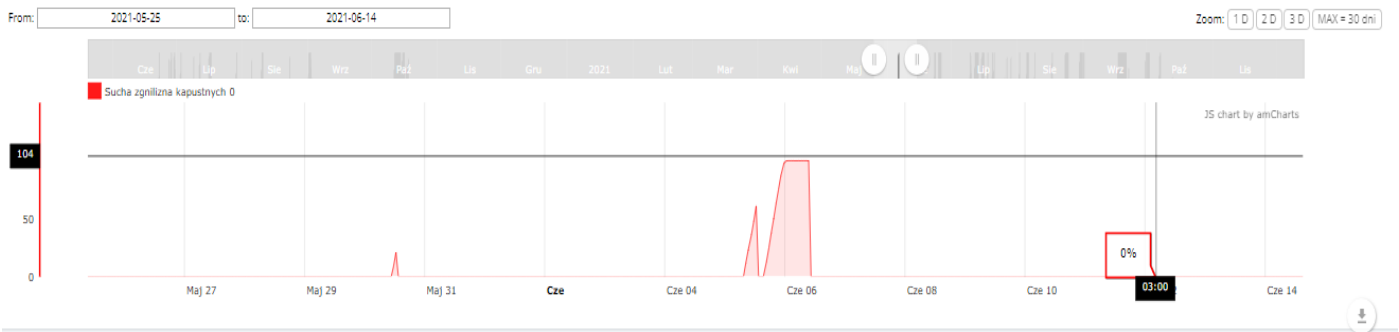 From: 2021-05-25 to: 2021-06-14 Zoom: 1 D 2 D 3 D MAX = 30 dni
Cze Lip Sie Wrz Paź Lis Gru 2021 Lut Mar Kwi Maj Lip Sie Wrz Paź Lis
Sucha zgnilizna kapustnych 0
JS chart by amCharts
104
50
0%
0
03:00
Maj 27 Maj 29 Maj 31 Cze Cze 04 Cze 06 Cze 08 Cze 10 Cze 14